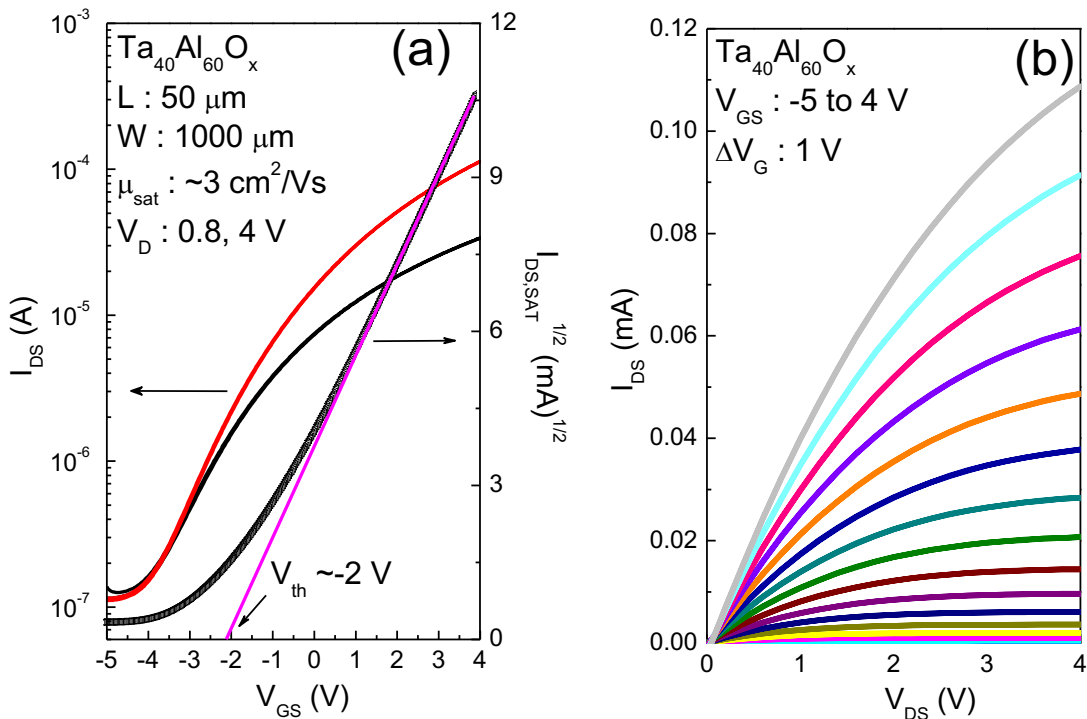 (a)
Ta40Al60Ox
L : 50 μm
W : 1000 μm
μsat : ~3 cm2/Vs
VD : 0.8, 4 V
Vth ~-2 V
10-3
10-4
10-5
10-6
10-7
IDS (A)
-5 -4 -3 -2 -1 0 1 2 3 4
VGS (V)
12
9
6
3
0
IDS,SAT1/2 (mA)1/2
(b)
Ta40Al60Ox
VGS : -5 to 4 V
ΔVG : 1 V
0.12
0.10
0.08
0.06
0.04
0.02
0.00
IDS (mA)
0 1 2 3 4
VDS (V)